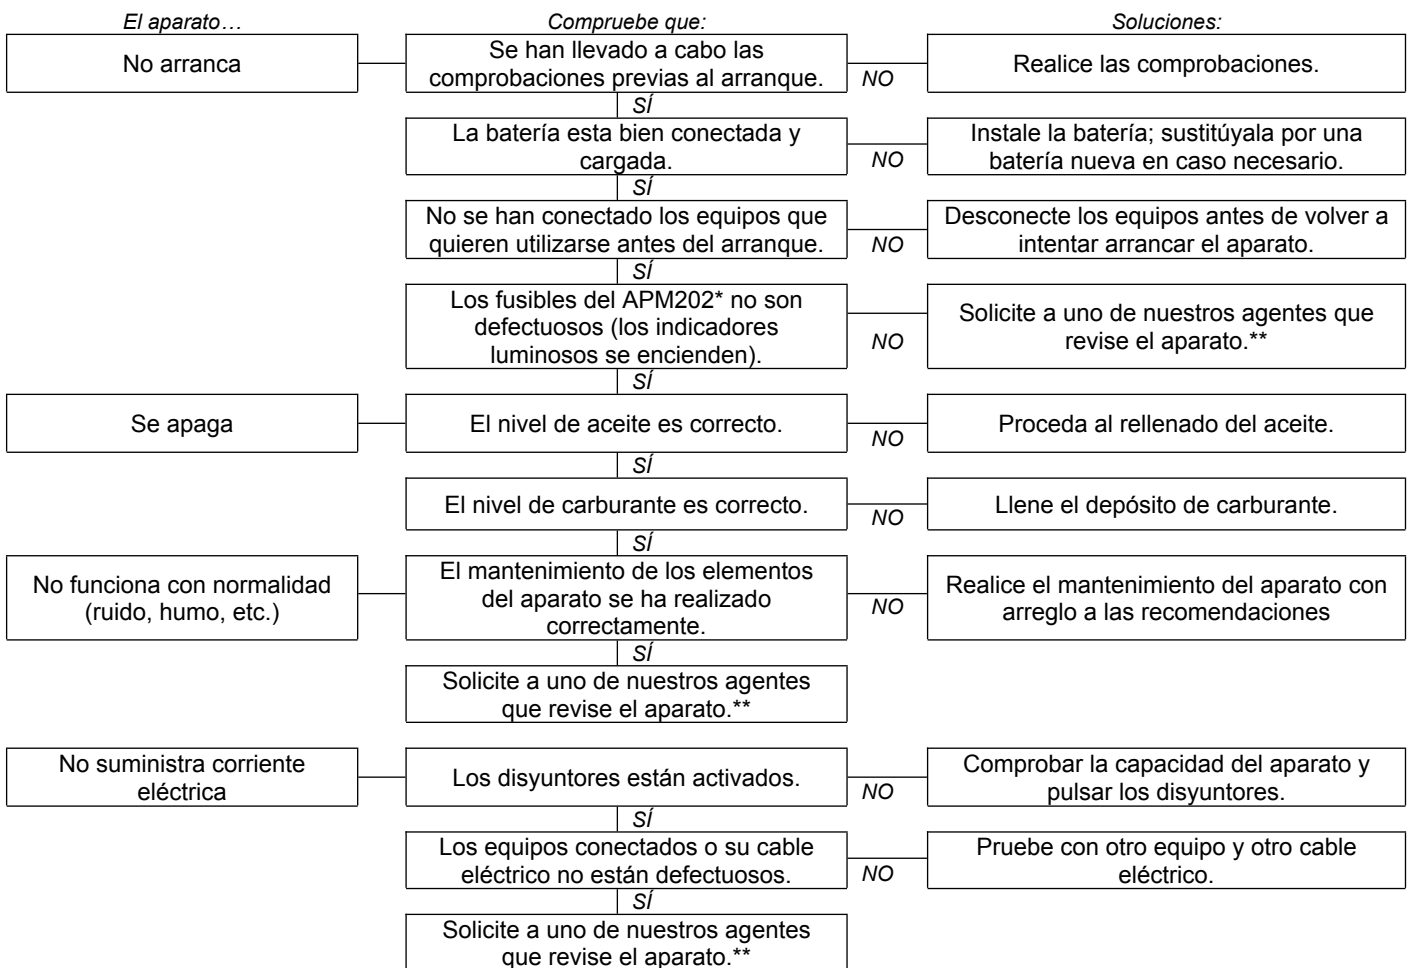 El aparato…
Compruebe que:
Soluciones:
No arranca
Se han llevado a cabo las
comprobaciones previas al arranque.
NO
Realice las comprobaciones.
SÍ
La batería esta bien conectada y
cargada.
NO
Instale la batería; sustitúyala por una
batería nueva en caso necesario.
SÍ
No se han conectado los equipos que
quieren utilizarse antes del arranque.
NO
Desconecte los equipos antes de volver a
intentar arrancar el aparato.
SÍ
Los fusibles del APM202* no son
defectuosos (los indicadores
luminosos se encienden).
NO
Solicite a uno de nuestros agentes que
revise el aparato.**
SÍ
Se apaga
El nivel de aceite es correcto.
NO
Proceda al rellenado del aceite.
SÍ
El nivel de carburante es correcto.
NO
Llene el depósito de carburante.
SÍ
No funciona con normalidad
(ruido, humo, etc.)
El mantenimiento de los elementos
del aparato se ha realizado
correctamente.
NO
Realice el mantenimiento del aparato con
arreglo a las recomendaciones
SÍ
Solicite a uno de nuestros agentes
que revise el aparato.**
No suministra corriente
eléctrica
Los disyuntores están activados.
NO
Comprobar la capacidad del aparato y
pulsar los disyuntores.
SÍ
Los equipos conectados o su cable
eléctrico no están defectuosos.
NO
Pruebe con otro equipo y otro cable
eléctrico.
SÍ
Solicite a uno de nuestros agentes
que revise el aparato.**